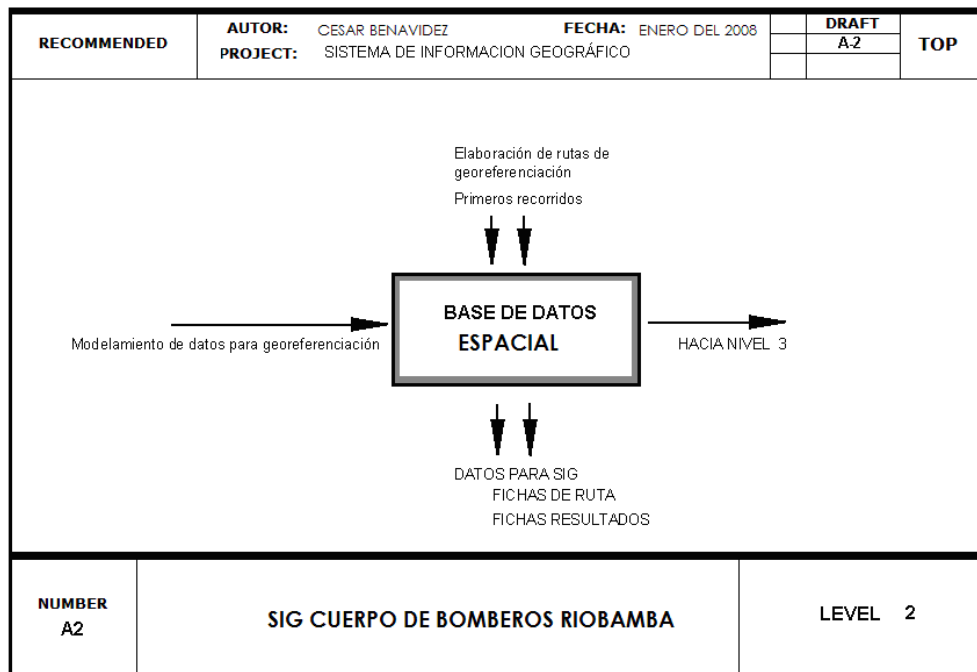 RECOMMENDED
AUTOR: CESAR BENAVIDEZ FECHA: ENERO DEL 2008
PROJECT: SISTEMA DE INFORMACION GEOGRÁFICO
DRAFT
A-2
TOP
Elaboración de rutas de
georeferenciación
Primeros recorridos
BASE DE DATOS
ESPACIAL
Modelamiento de datos para georeferenciación
HACIA NIVEL 3
DATOS PARA SIG
FICHAS DE RUTA
FICHAS RESULTADOS
NUMBER
A2
SIG CUERPO DE BOMBEROS RIOBAMBA
LEVEL 2